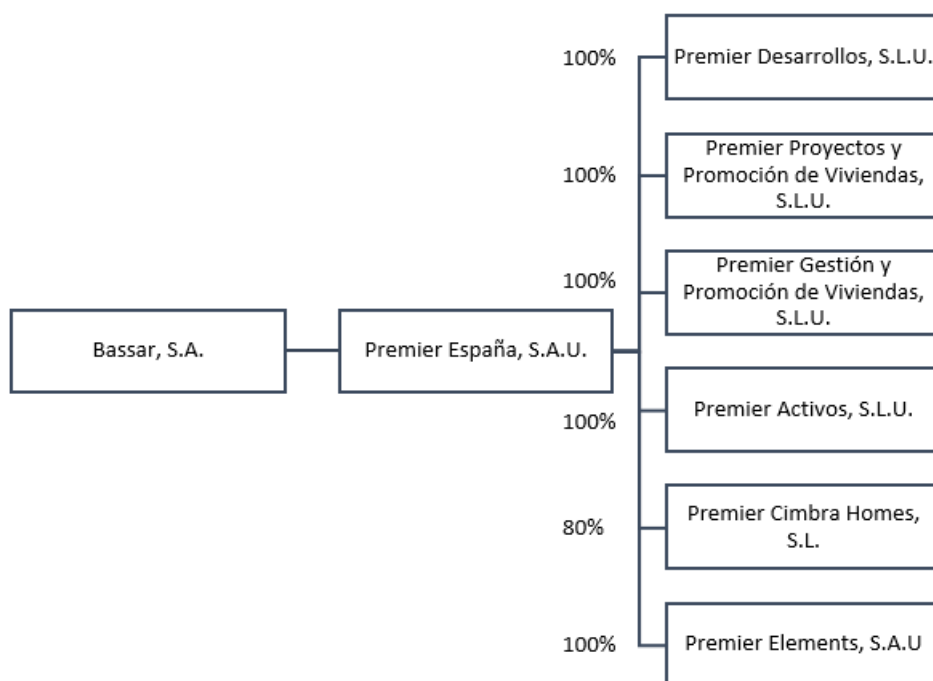 100%
Premier Desarrollos, S.L.U.
100%
Premier Proyectos y
Promoción de Viviendas,
S.L.U.
100%
Premier Gestión y
Promoción de Viviendas,
S.L.U.
Bassar, S.A.
Premier España, S.A.U.
100%
Premier Activos, S.L.U.
80%
Premier Cimbra Homes,
S.L.
100%
Premier Elements, S.A.U